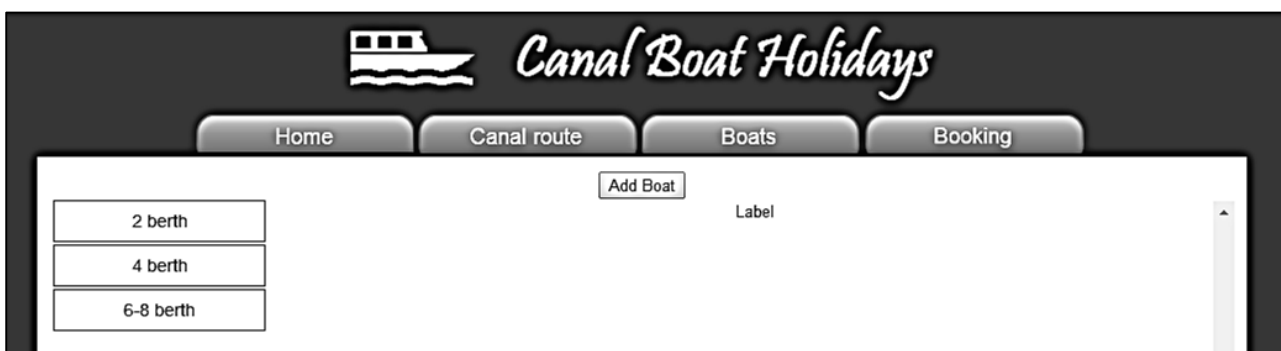 Canal Boat Holidays
Home Canal route Boats Booking
Add Boat
Label
2 berth
4 berth
6-8 berth